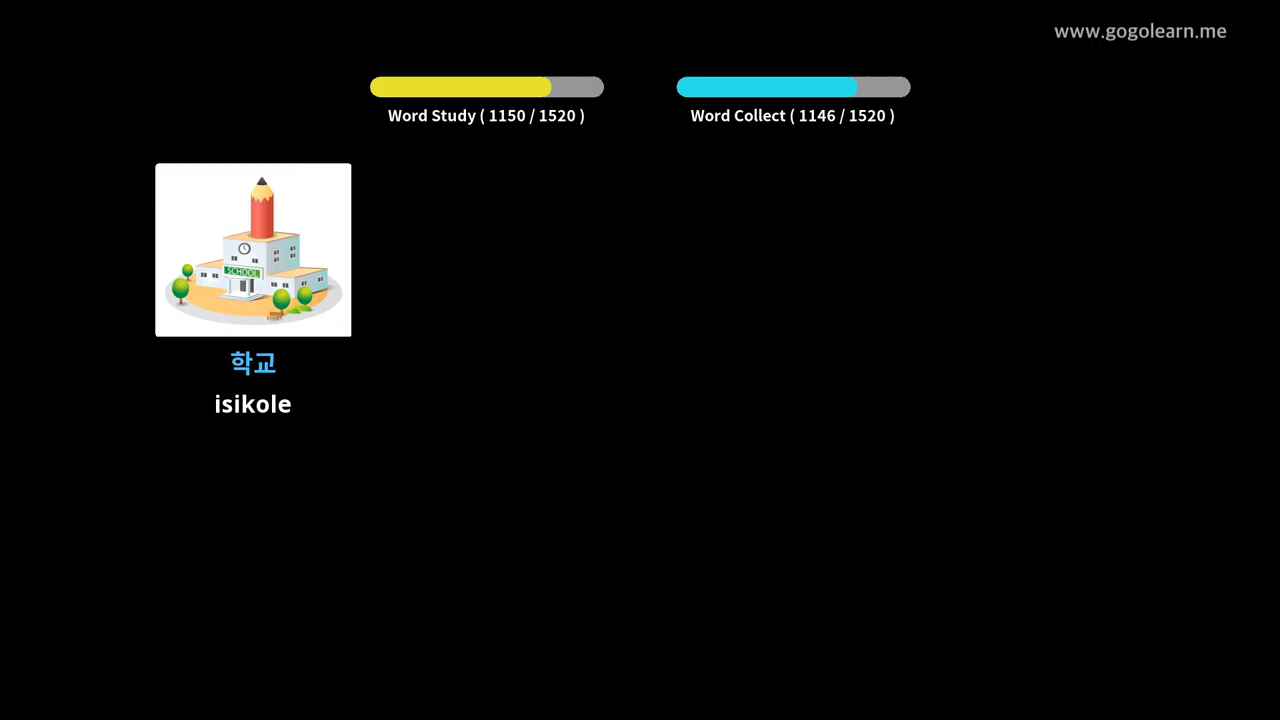 www.gogolearn.me
Word Study ( 1150 / 1520 )
Word Collect ( 1146 / 1520 )
SCHOOL
학교
isikole